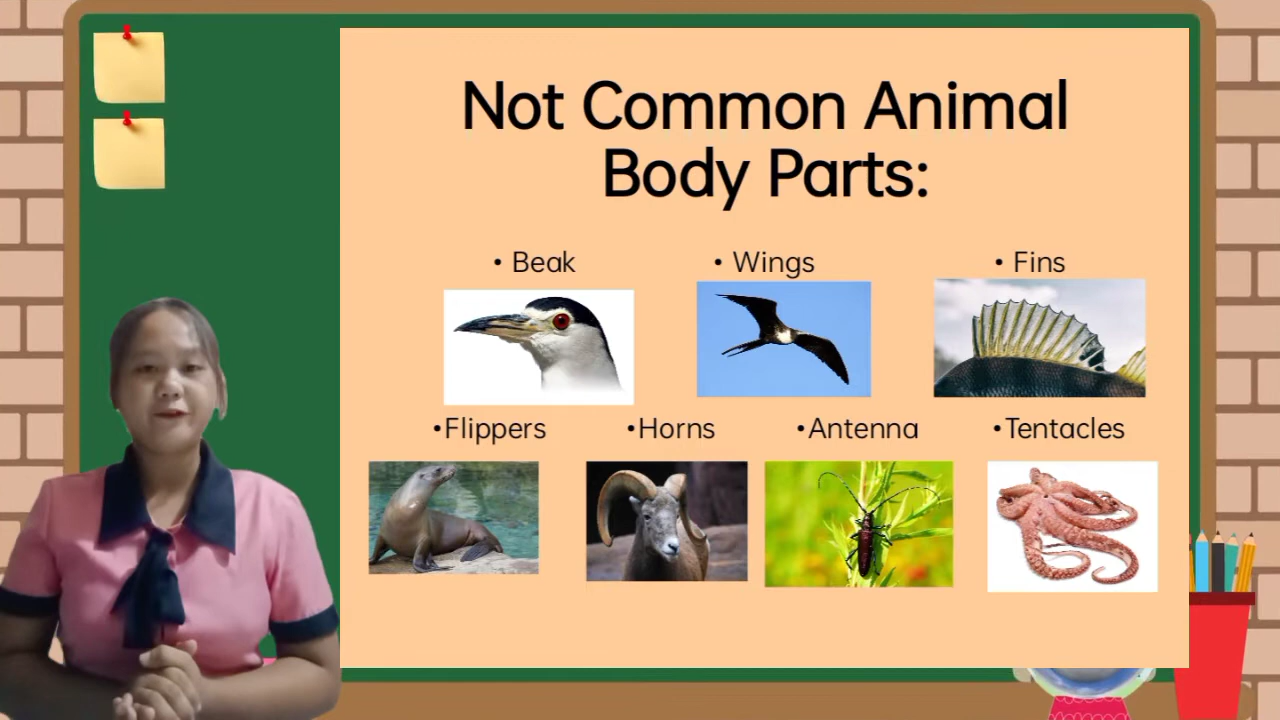 Not Common Animal
Body Parts:
• Beak
• Wings
• Fins
•Flippers
•Horns
•Antenna
•Tentacles